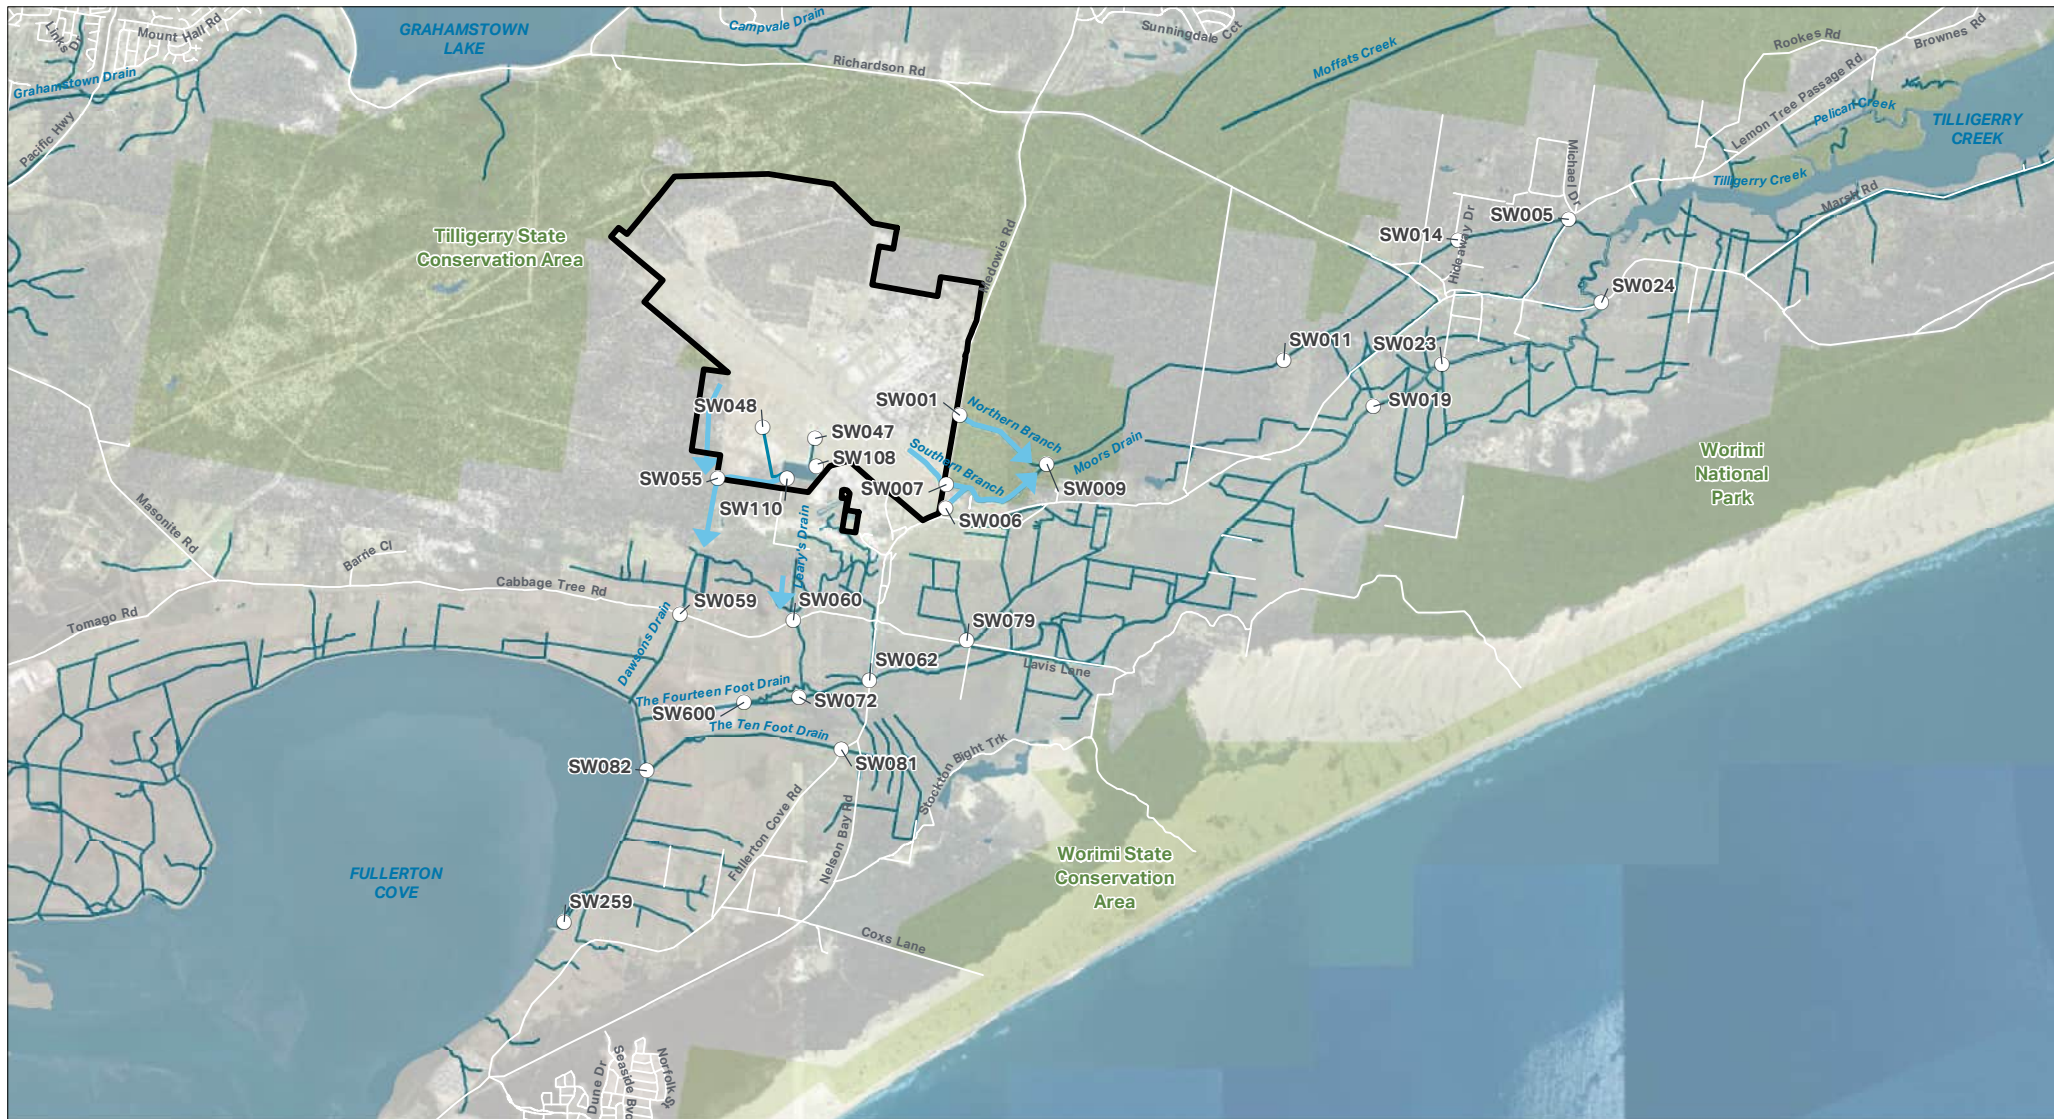 Links Dr
Mount Hall Rd
GRAHAMSTOWN
LAKE
Campvale Drain
Sunningdale Cct
Rookes Rd
Brownes Rd
Moffats Creek
Richardson Rd
Grahamstown Drain
Lemon Tree Passage Rd
Pelican Creek
TILLIGERRY
CREEK
Pacific Hwy
Michael Dr
Tilligerry Creek
Marsh Rd
SW005
SW014
Hideaway Dr
Tilligerry State
Conservation Area
Medowie Rd
SW024
SW011
SW023
SW001
SW019
SW048
Northern Branch
SW047
Moors Drain
Southern Branch
SW108
Worimi
National
Park
SW055
SW007
SW009
SW110
SW006
Masonite Rd
Leary's Drain
Barrie Cl
Cabbage Tree Rd
SW059
SW060
Tomago Rd
SW079
Dawsons Drain
SW062
Lavis Lane
The Fourteen Foot Drain
SW072
SW600
The Ten Foot Drain
SW082
SW081
Stockton Bight Trk
Fullerton Cove Rd
Nelson Bay Rd
Worimi State
Conservation
Area
FULLERTON
COVE
SW259
Coxs Lane
Dune Dr
Seaside Bvd
Norfolk St